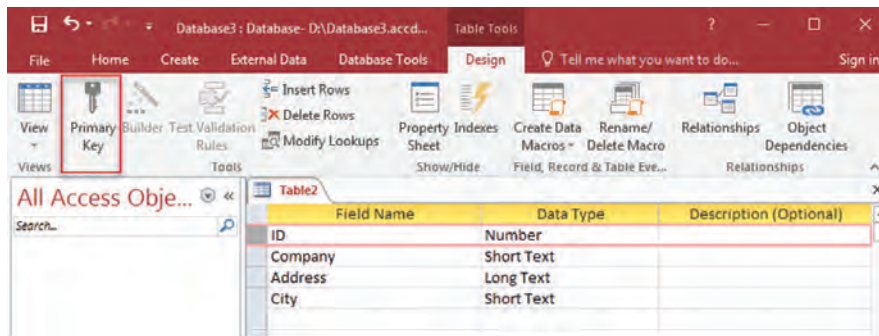 Database3 : Database- D:\Database3.accd... Table Tools ?
File Home Create External Data Database Tools Design Tell me what you want to do... Sign in
View
Primary Key
Builder
Test Validation Rules
Insert Rows
Delete Rows
Modify Lookups
Property Sheet
Indexes
Create Data Macros
Rename/ Delete Macro
Relationships
Object Dependencies
Views Tools Show/Hide Field, Record & Table Eve... Relationships
All Access Obje... «
Search...
Table2
Field Name Data Type Description (Optional)
ID Number
Company Short Text
Address Long Text
City Short Text